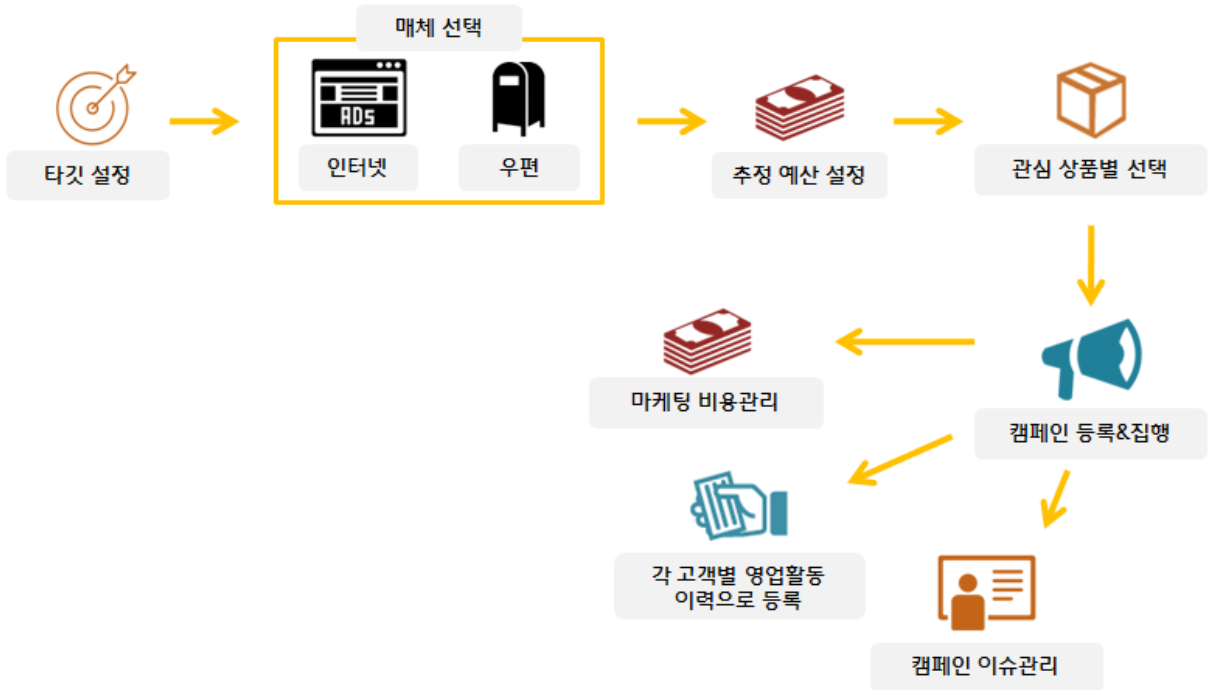 매체 선택
ADs
타깃 설정
인터넷
우편
추정 예산 설정
관심 상품별 선택
마케팅 비용관리
캠페인 등록&집행
각 고객별 영업활동
이력으로 등록
캠페인 이슈관리